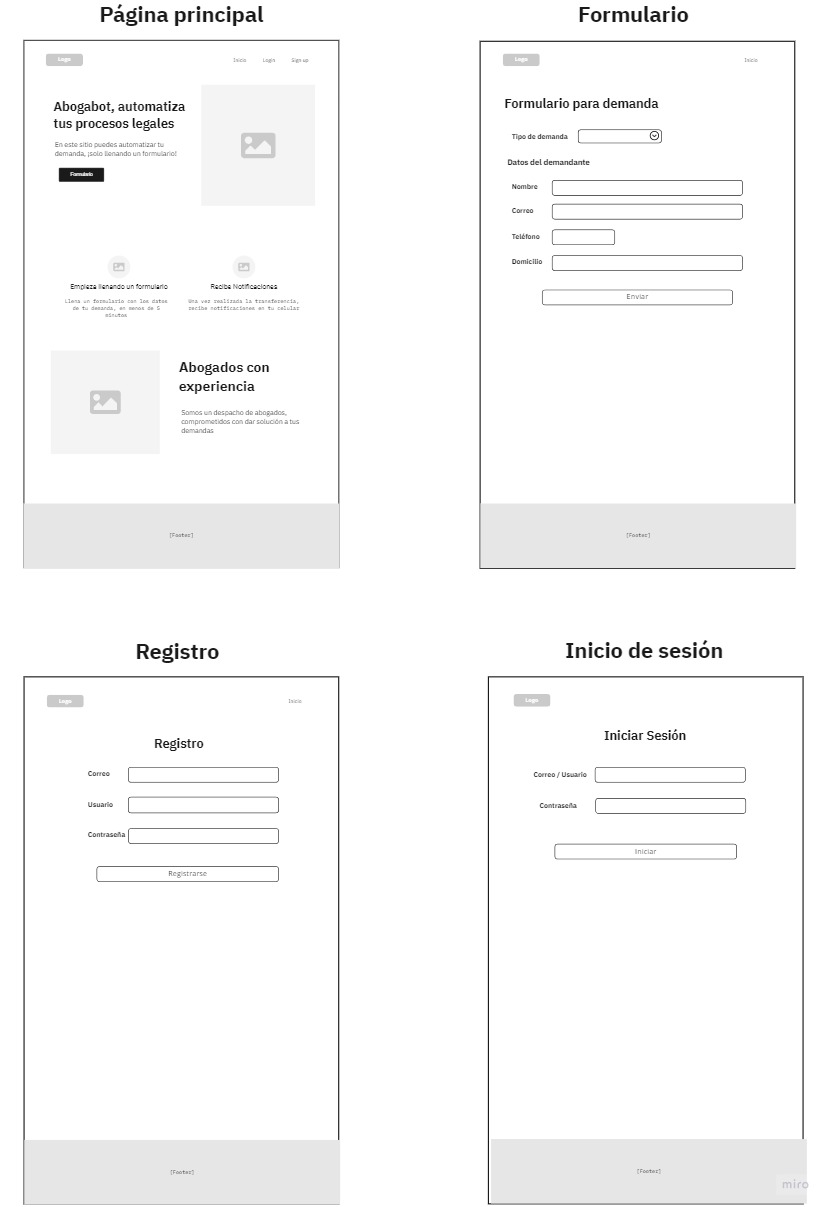 Página principal
Logo
Inicio
Login
Sign up
Abogabot, automatiza
tus procesos legales
En este sitio puedes automatizar tu
demanda, ¡solo llenando un formulario!
Formulario
Empieza llenando un formulario
Llena un formulario con los datos
de tu demanda, en menos de 5
minutos
Recibe Notificaciones
Una vez realizada la transferencia,
recibe notificaciones en tu celular
Abogados con
experiencia
Somos un despacho de abogados,
comprometidos con dar solución a tus
demandas
[Footer]
Formulario
Logo
Inicio
Formulario para demanda
Tipo de demanda
Datos del demandante
Nombre
Correo
Teléfono
Domicilio
Enviar
[Footer]
Registro
Logo
Inicio
Registro
Correo
Usuario
Contraseña
Registrarse
[Footer]
Inicio de sesión
Logo
Iniciar Sesión
Correo / Usuario
Contraseña
Iniciar
[Footer]
miro